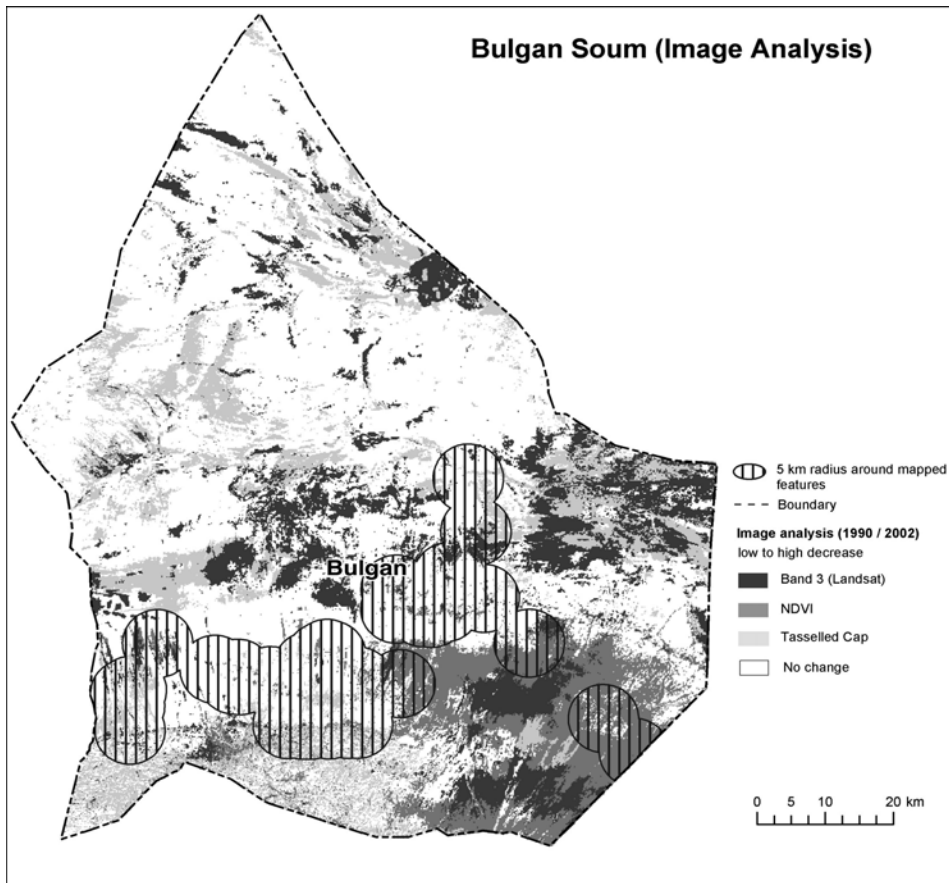 Bulgan Soum (Image Analysis)
Bulgan
5 km radius around mapped
features
Boundary
Image analysis (1990 / 2002)
low to high decrease
Band 3 (Landsat)
NDVI
Tasselled Cap
No change
0 5 10 20 km